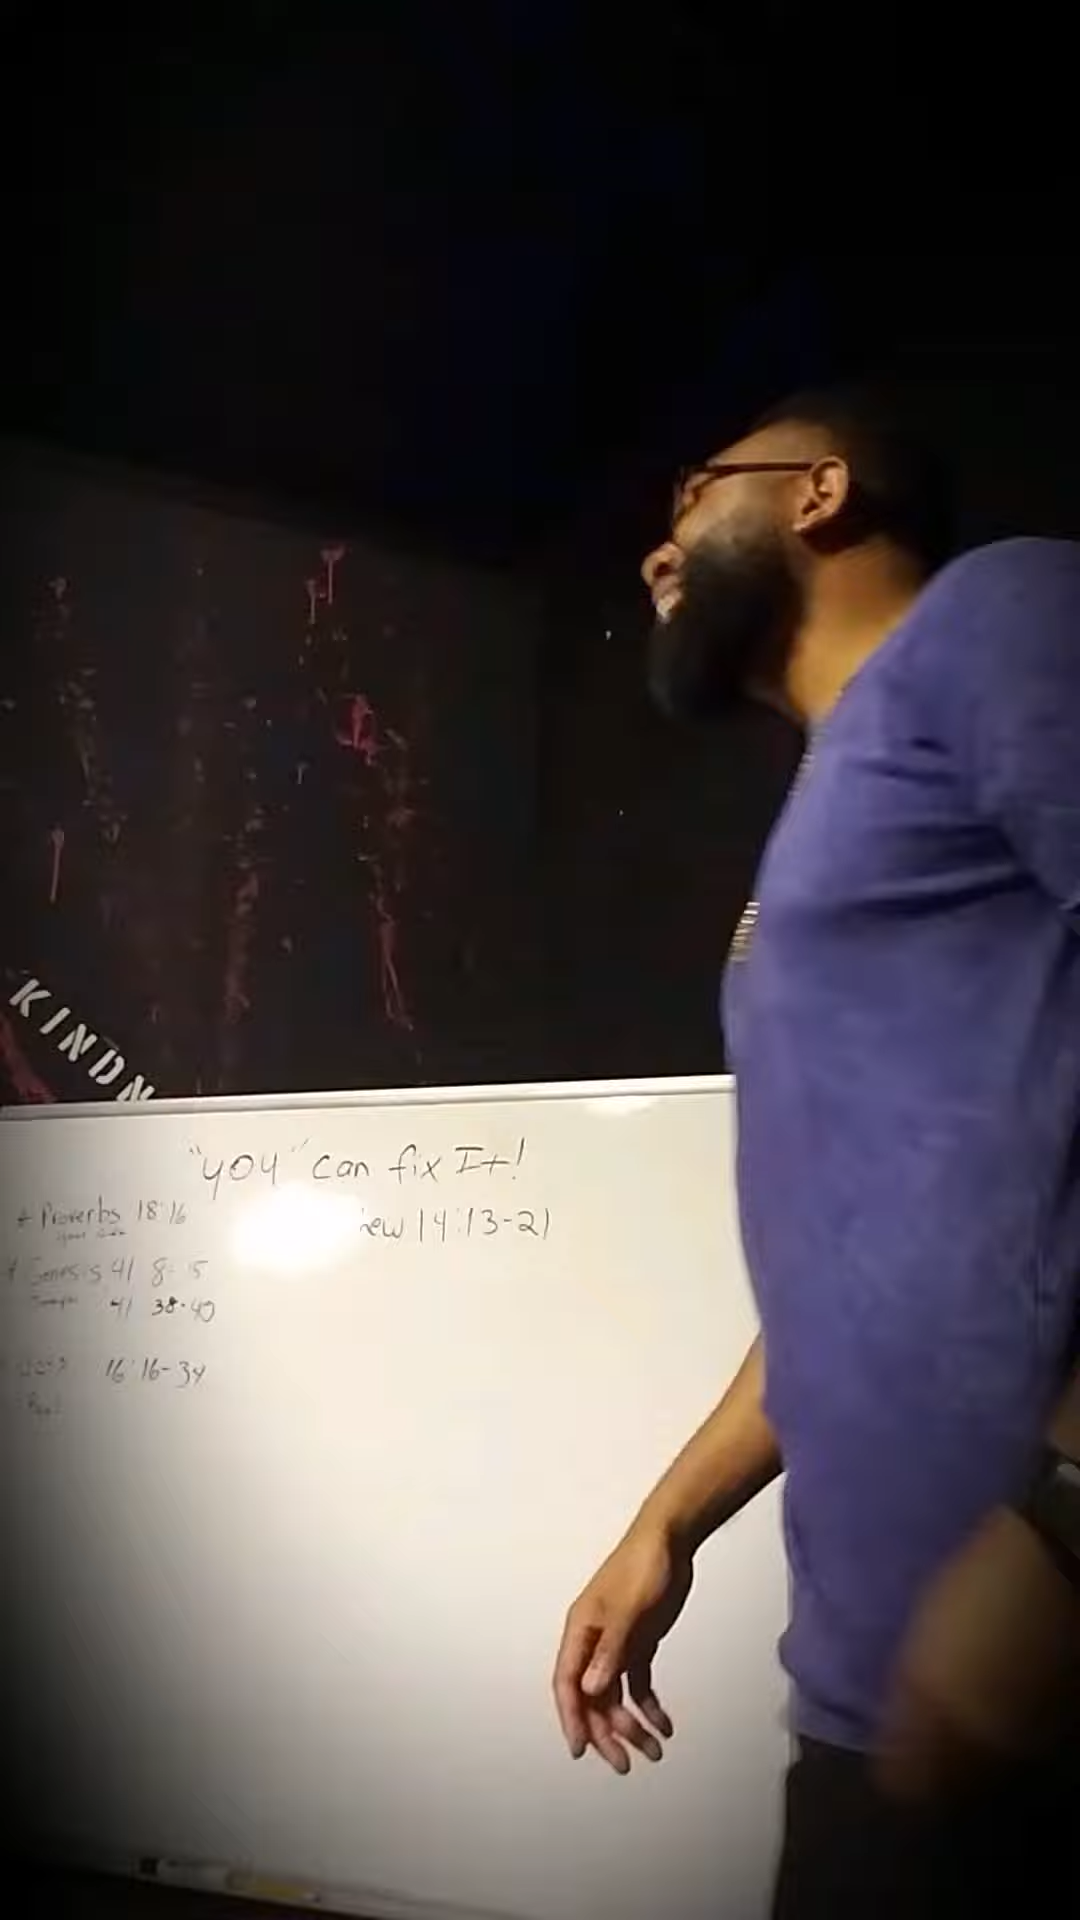 KINDN
"you" can fix It!
Proverbs 18:16
hew 14:13-21
Genesis 41 8-15
41 38-40
16:16-34